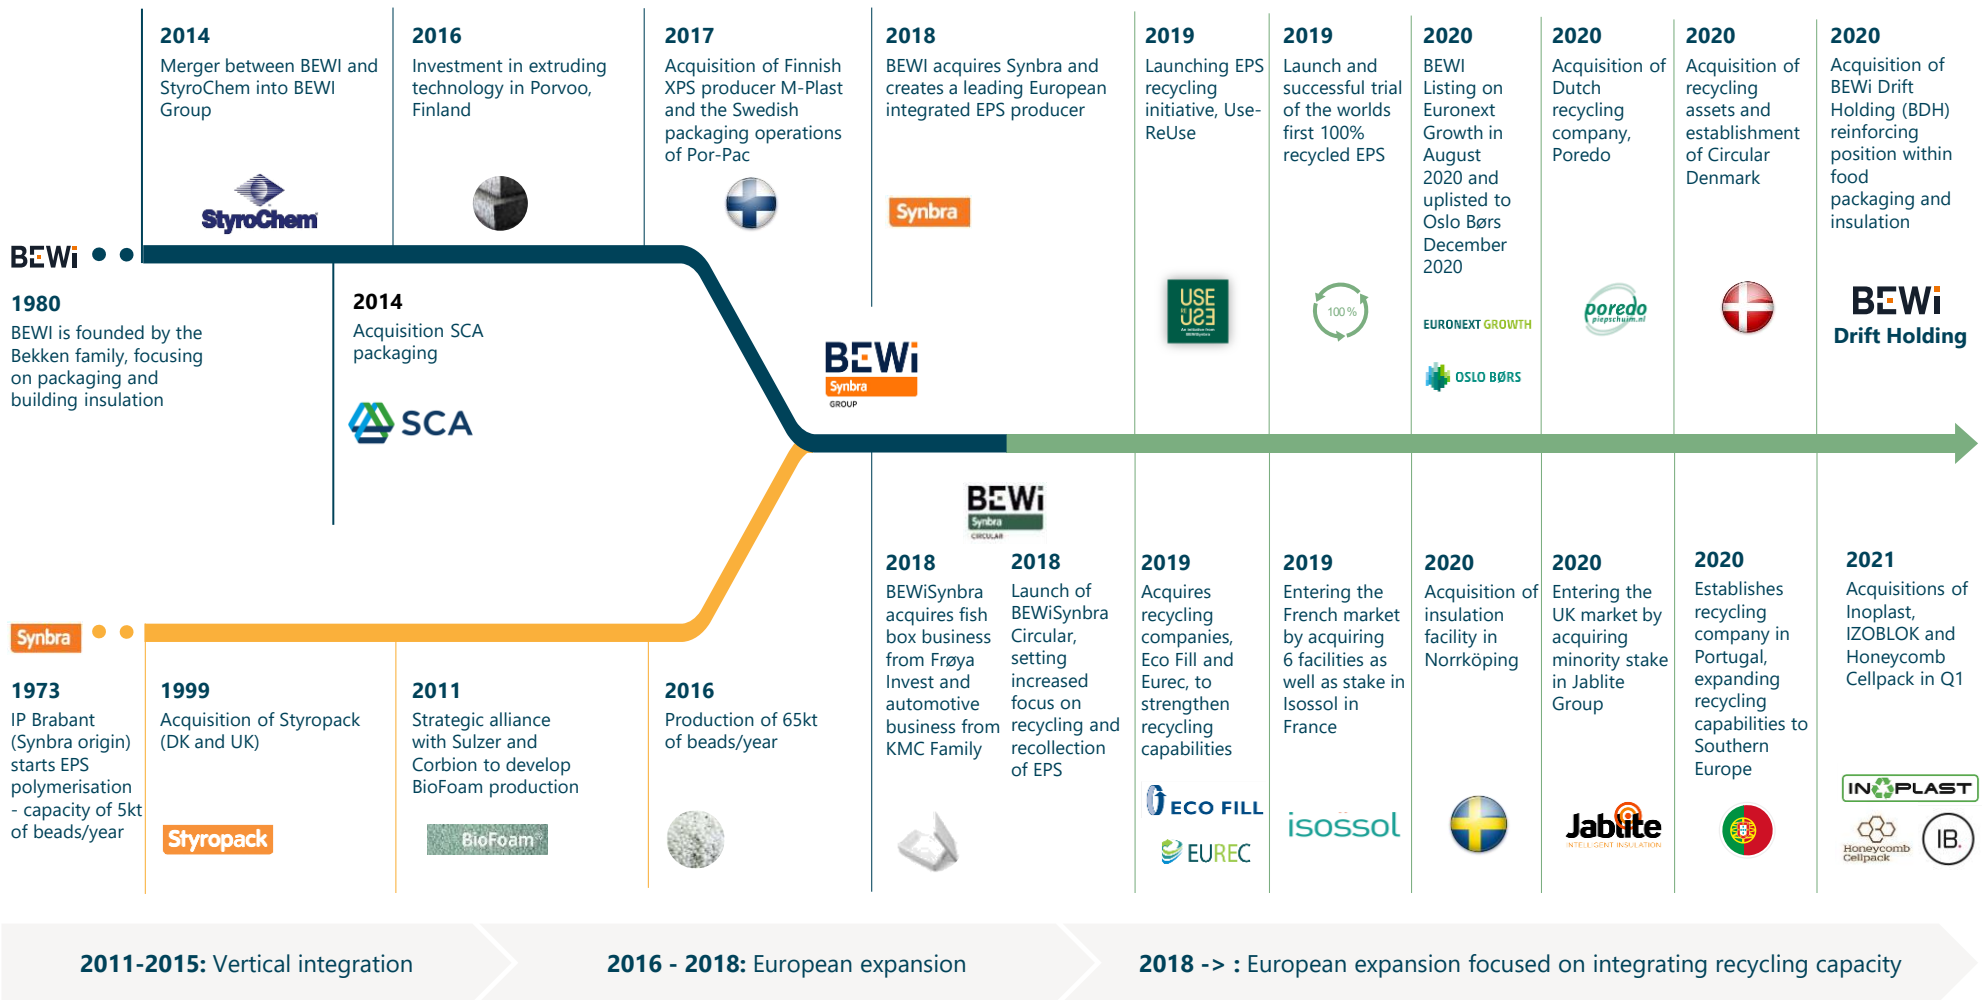 2014
Merger between BEWI and
StyroChem into BEWI
Group
StyroChem
2016
Investment in extruding
technology in Porvoo,
Finland
2017
Acquisition of Finnish
XPS producer M-Plast
and the Swedish
packaging operations
of Por-Pac
2018
BEWI acquires Synbra and
creates a leading European
integrated EPS producer
Synbra
2019
Launching EPS
recycling
initiative, Use-
ReUse
USE
RE
USE
An initiative from
BEWiSynbra
2019
Launch and
successful trial
of the worlds
first 100%
recycled EPS
100 %
2020
BEWI
Listing on
Euronext
Growth in
August
2020 and
uplisted to
Oslo Børs
December
2020
EURONEXT GROWTH
OSLO BØRS
2020
Acquisition of
Dutch
recycling
company,
Poredo
poredo
piepschuim.nl
2020
Acquisition of
recycling
assets and
establishment
of Circular
Denmark
2020
Acquisition of
BEWi Drift
Holding (BDH)
reinforcing
position within
food
packaging and
insulation
BEWi
Drift Holding
BEWi
1980
BEWI is founded by the
Bekken family, focusing
on packaging and
building insulation
2014
Acquisition SCA
packaging
SCA
BEWi
Synbra
GROUP
BEWi
Synbra
CIRCULAR
Synbra
1973
IP Brabant
(Synbra origin)
starts EPS
polymerisation
- capacity of 5kt
of beads/year
1999
Acquisition of Styropack
(DK and UK)
Styropack
2011
Strategic alliance
with Sulzer and
Corbion to develop
BioFoam production
BioFoam
2016
Production of 65kt
of beads/year
2018
BEWiSynbra
acquires fish
box business
from Frøya
Invest and
automotive
business from
KMC Family
2018
Launch of
BEWiSynbra
Circular,
setting
increased
focus on
recycling and
recollection
of EPS
2019
Acquires
recycling
companies,
Eco Fill and
Eurec, to
strengthen
recycling
capabilities
ECO FILL
EUREC
2019
Entering the
French market
by acquiring
6 facilities as
well as stake in
Isossol in
France
isossol
2020
Acquisition of
insulation
facility in
Norrköping
2020
Entering the
UK market by
acquiring
minority stake
in Jablite
Group
Jablite
INTELLIGENT INSULATION
2020
Establishes
recycling
company in
Portugal,
expanding
recycling
capabilities to
Southern
Europe
2021
Acquisitions of
Inoplast,
IZOBLOK and
Honeycomb
Cellpack in Q1
INOPLAST
Honeycomb
Cellpack
IB.
2011-2015: Vertical integration
2016 - 2018: European expansion
2018 -> : European expansion focused on integrating recycling capacity